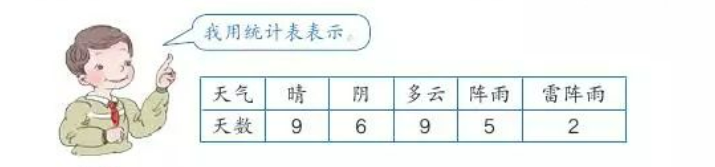 我用统计表表示。
天气 晴 阴 多云 阵雨 雷阵雨
天数 9 6 9 5 2